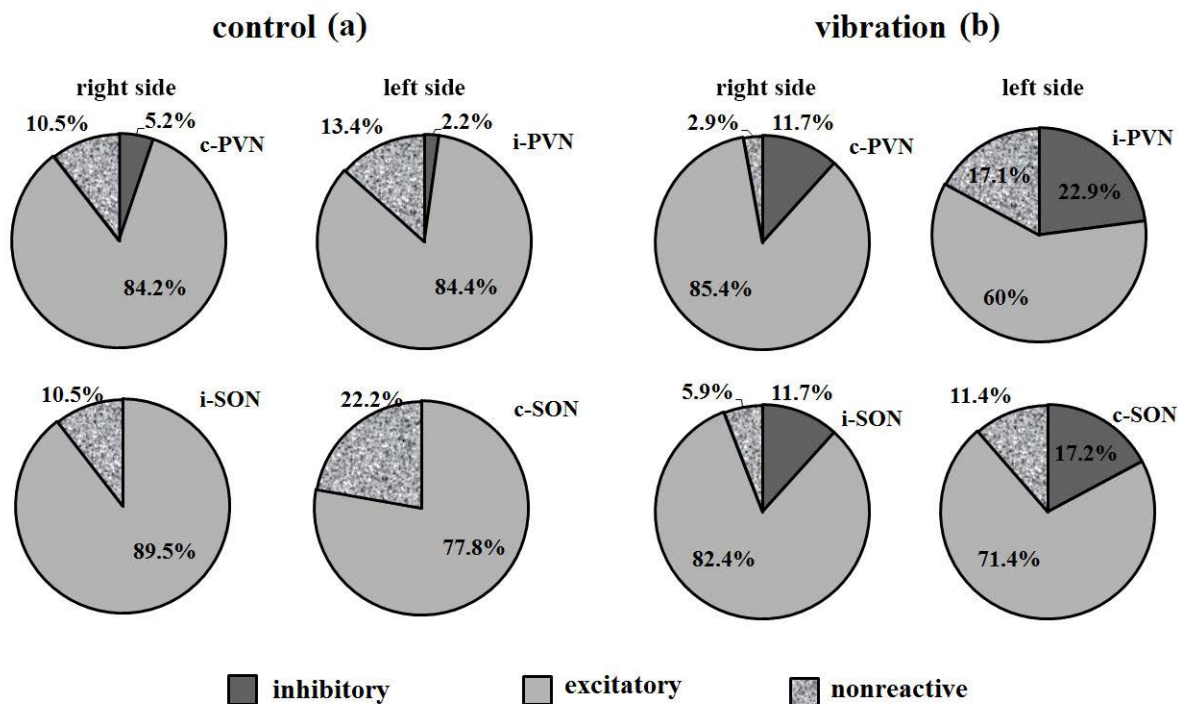 control (a)
vibration (b)
right side
left side
right side
left side
10.5%
5.2%
c-PVN
84.2%
13.4%
2.2%
i-PVN
84.4%
2.9%
11.7%
c-PVN
85.4%
i-PVN
17.1%
22.9%
60%
10.5%
i-SON
89.5%
22.2%
c-SON
77.8%
5.9%
11.7%
i-SON
82.4%
11.4%
c-SON
17.2%
71.4%
inhibitory
excitatory
nonreactive